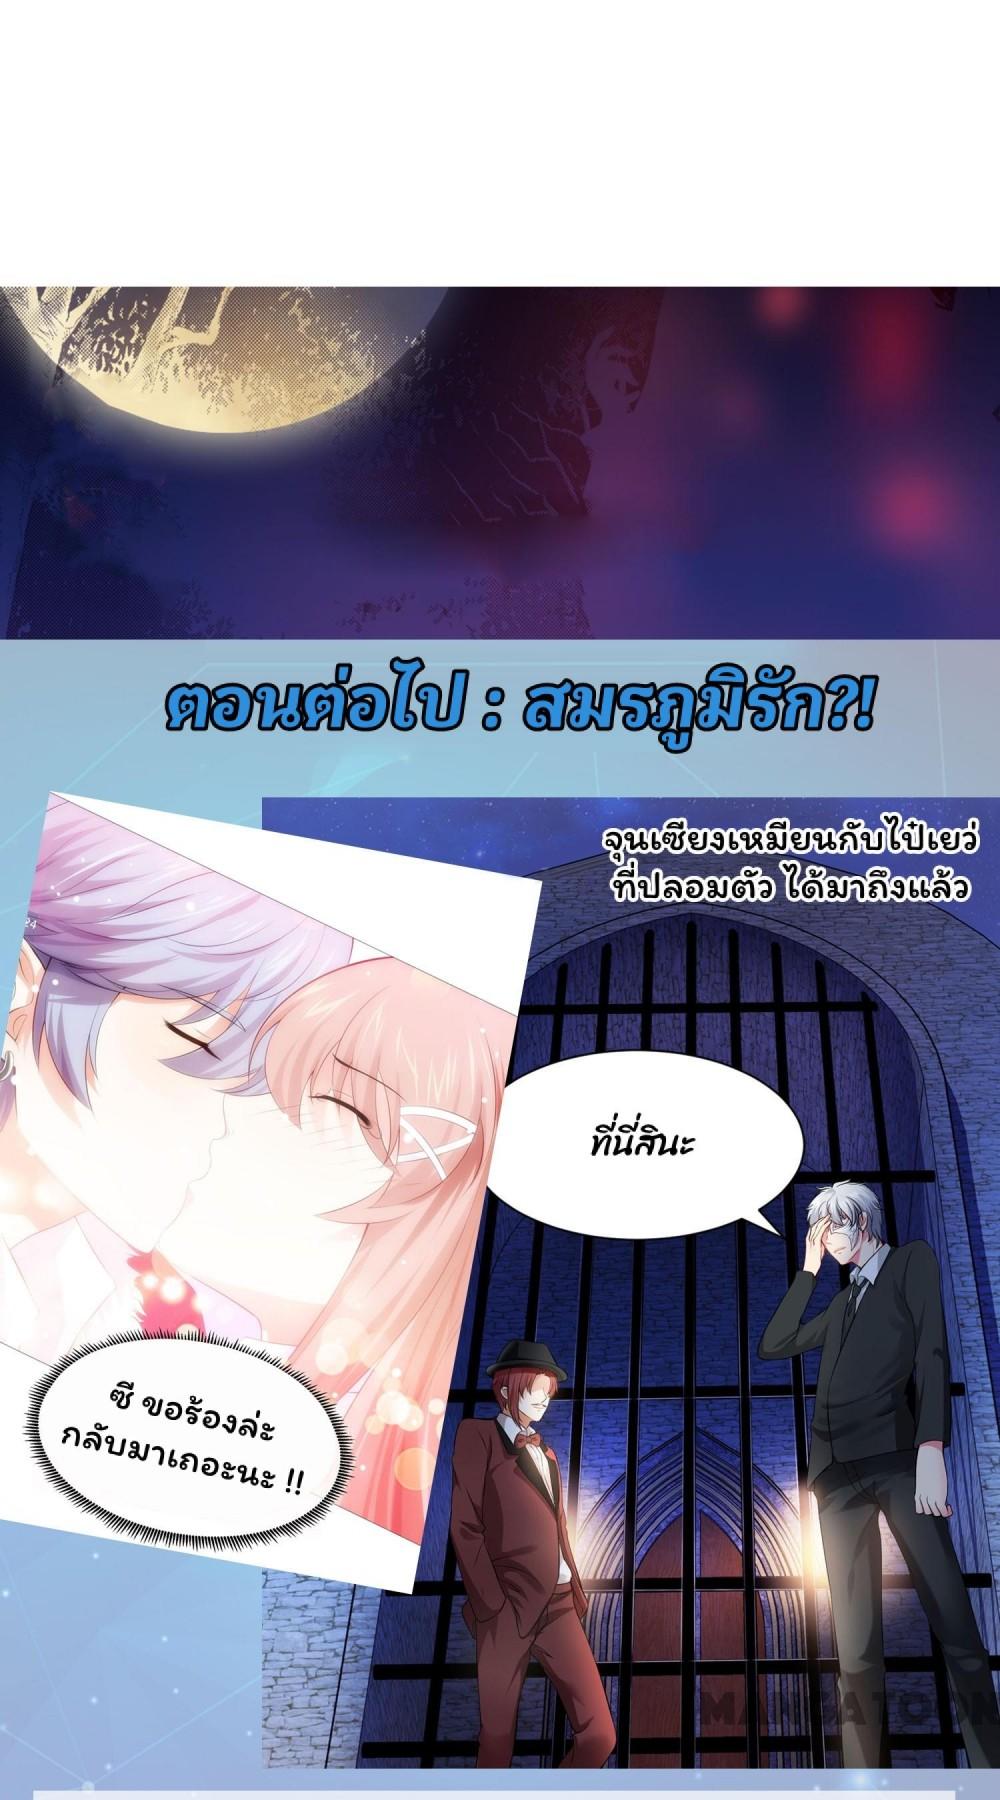 ตอนต่อไป : สมรภูมิรัก?!
จุนเซียงเหมียนกับไป๋เยว่
ที่ปลอมตัว ได้มาถึงแล้ว
24
ที่นี่สินะ
ซี ขอร้องล่ะ
กลับมาเถอะนะ !!
MANGATOON